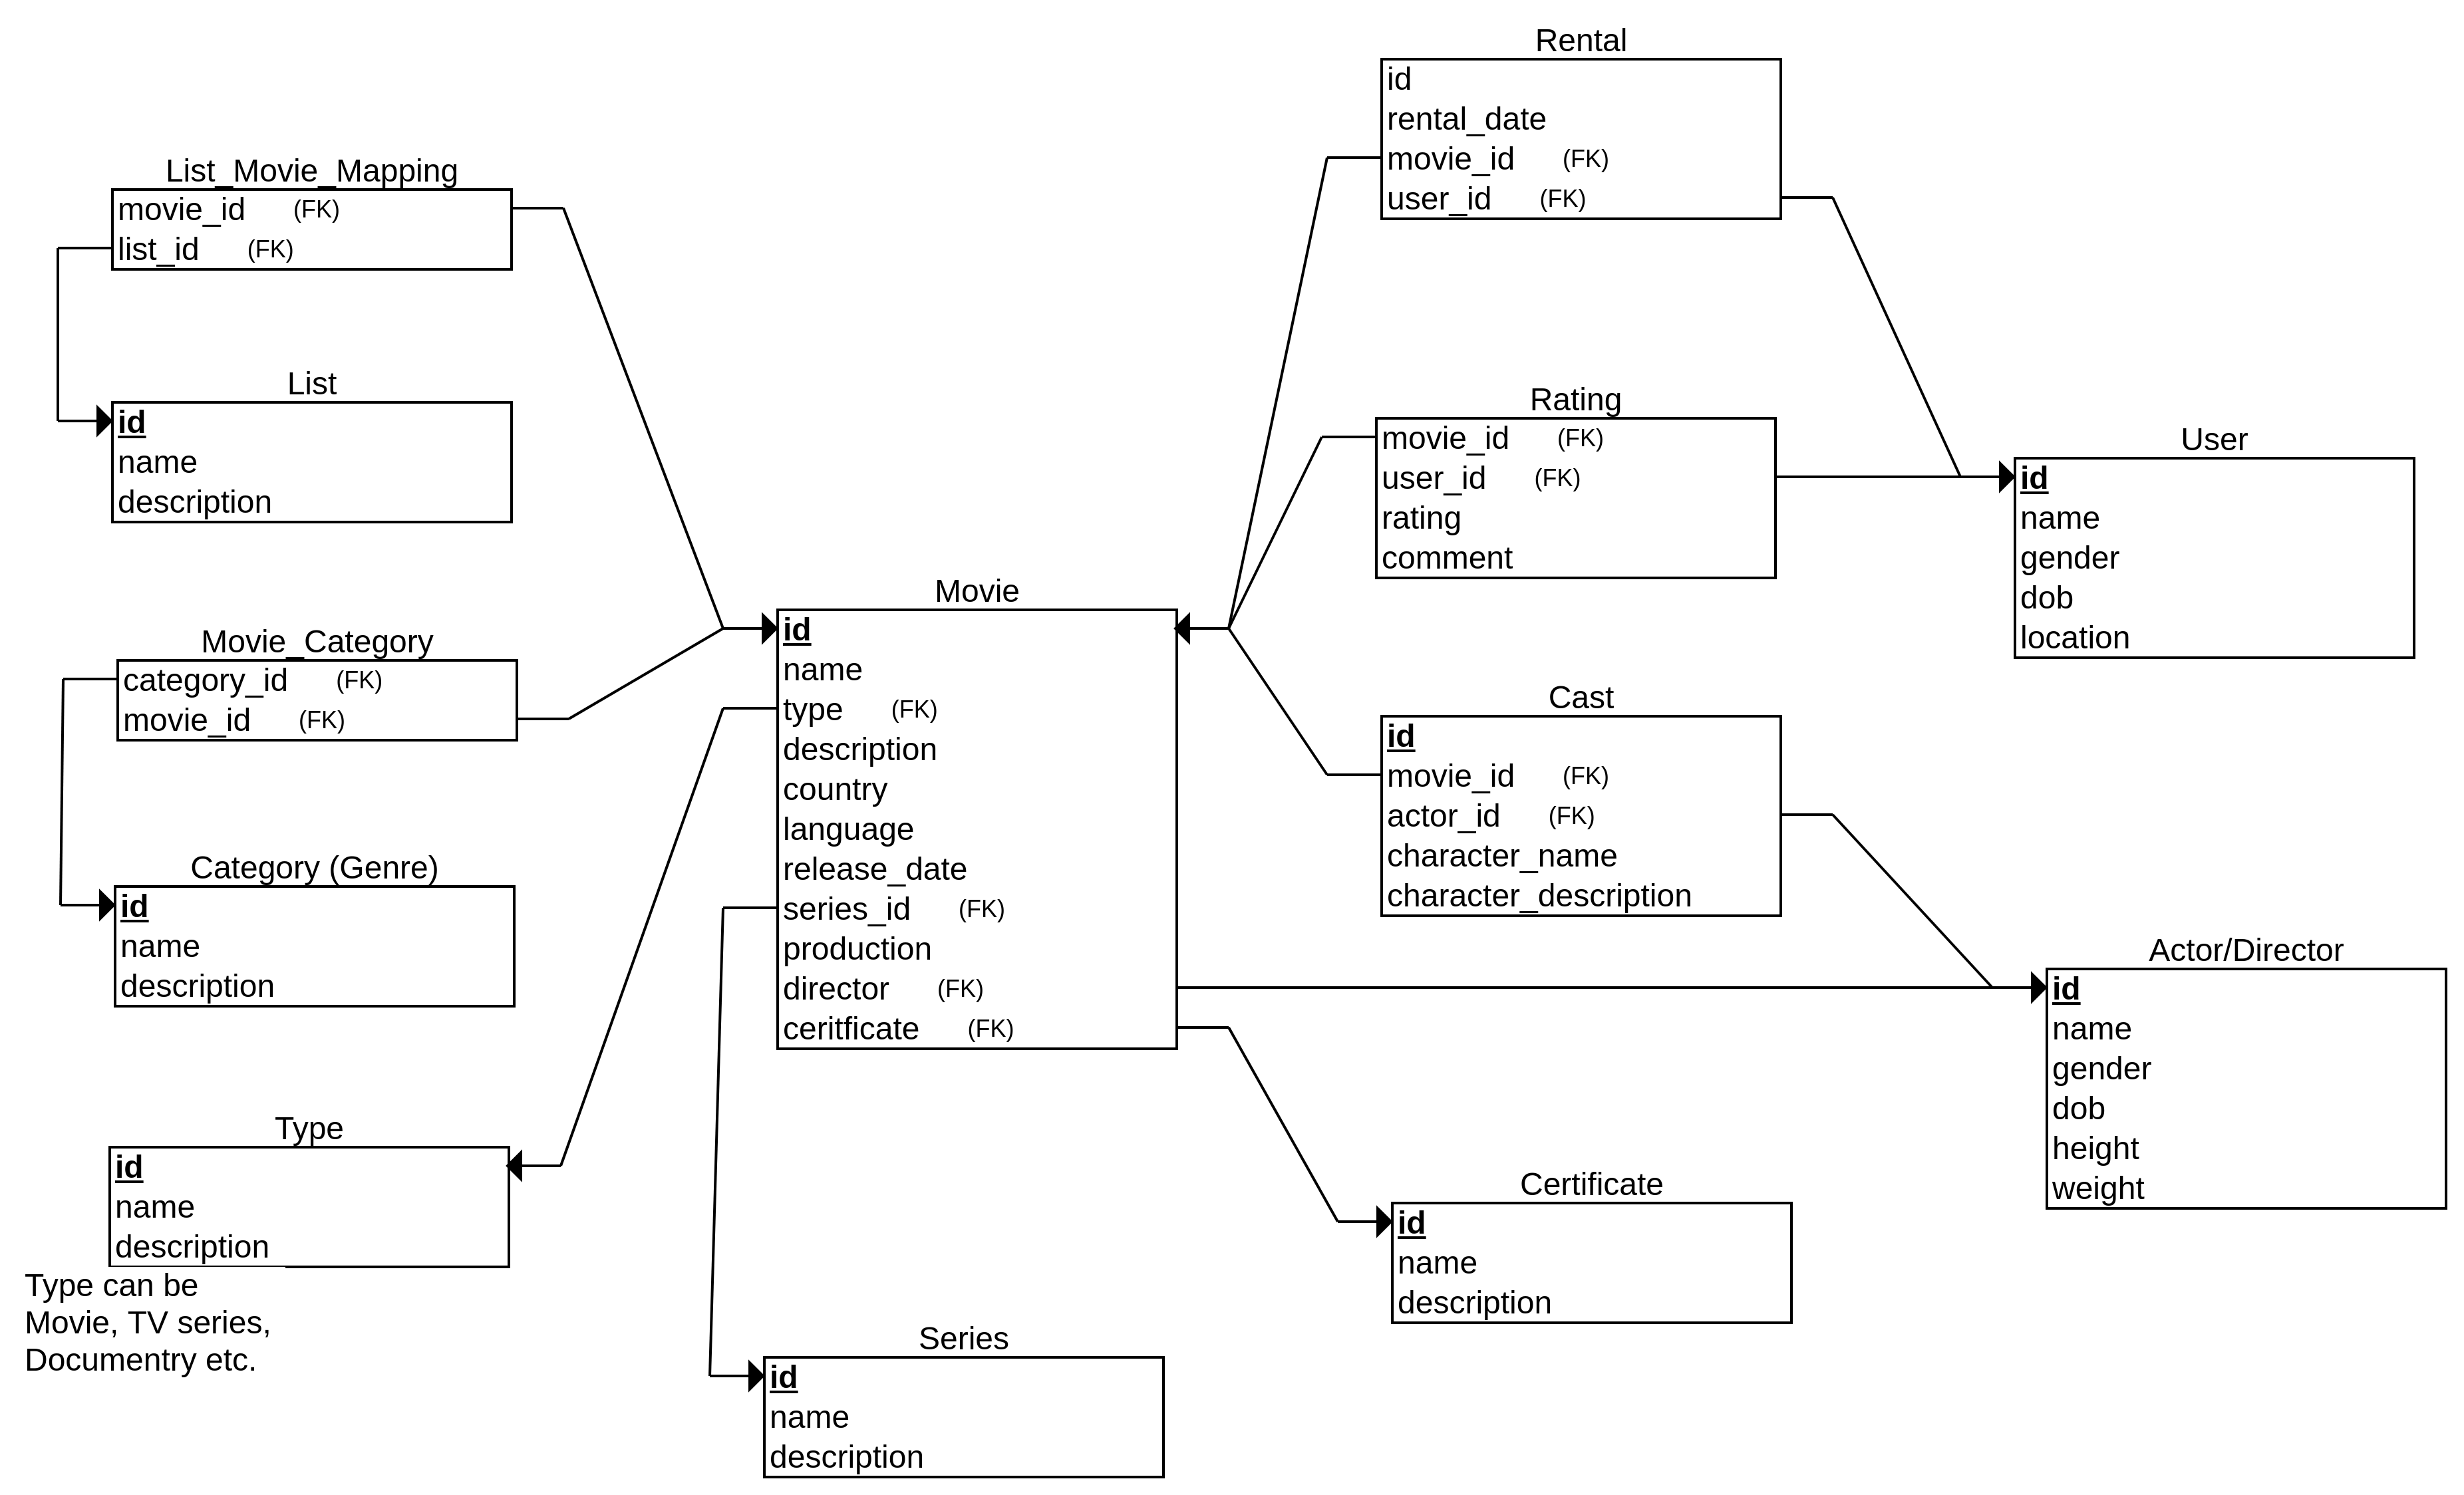 Rental
id
rental_date
movie_id (FK)
user_id (FK)
List_Movie_Mapping
movie_id (FK)
list_id (FK)
List
id
name
description
Rating
movie_id (FK)
user_id (FK)
rating
comment
User
id
name
gender
dob
location
Movie
id
name
type (FK)
description
country
language
release_date
series_id (FK)
production
director (FK)
ceritficate (FK)
Movie_Category
category_id (FK)
movie_id (FK)
Cast
id
movie_id (FK)
actor_id (FK)
character_name
character_description
Category (Genre)
id
name
description
Actor/Director
id
name
gender
dob
height
weight
Type
id
name
description
Type can be
Movie, TV series,
Documentry etc.
Certificate
id
name
description
Series
id
name
description